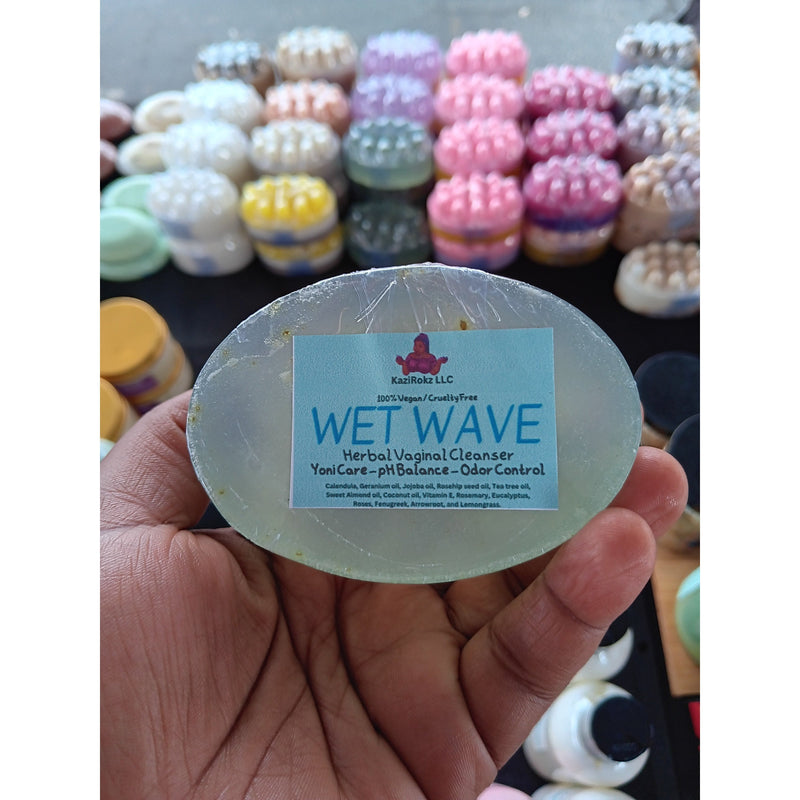 KaziRokz LLC
100% Vegan/Cruelty Free
WET WAVE
Herbal Vaginal Cleanser
Yoni Care - pH Balance - Odor Control
Calendula, Geranium oil, Jojoba oil, Rosehip seed oil, Tea tree oil,
Sweet Almond oil, Coconut oil, Vitamin E, Rosemary, Eucalyptus,
Roses, Fenugreek, Arrowroot, and Lemongrass.